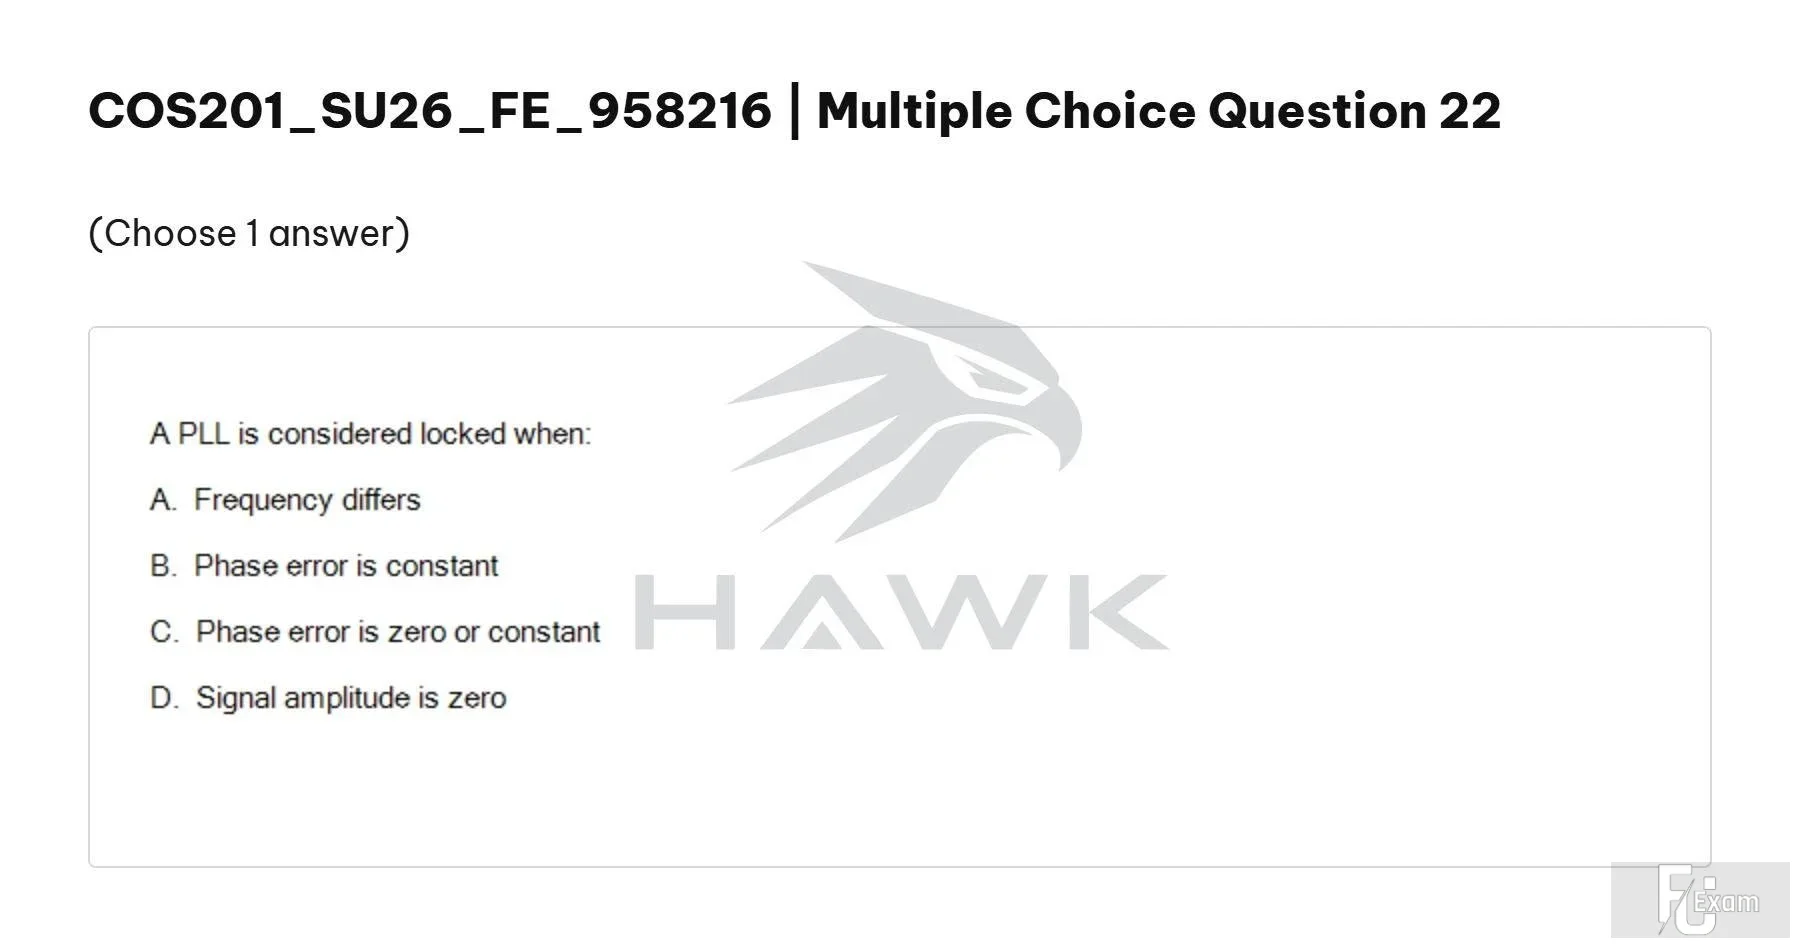 COS201_SU26_FE_958216 | Multiple Choice Question 22
(Choose 1 answer)
A PLL is considered locked when:
A. Frequency differs
B. Phase error is constant
C. Phase error is zero or constant
D. Signal amplitude is zero
HAWK
FU Exam